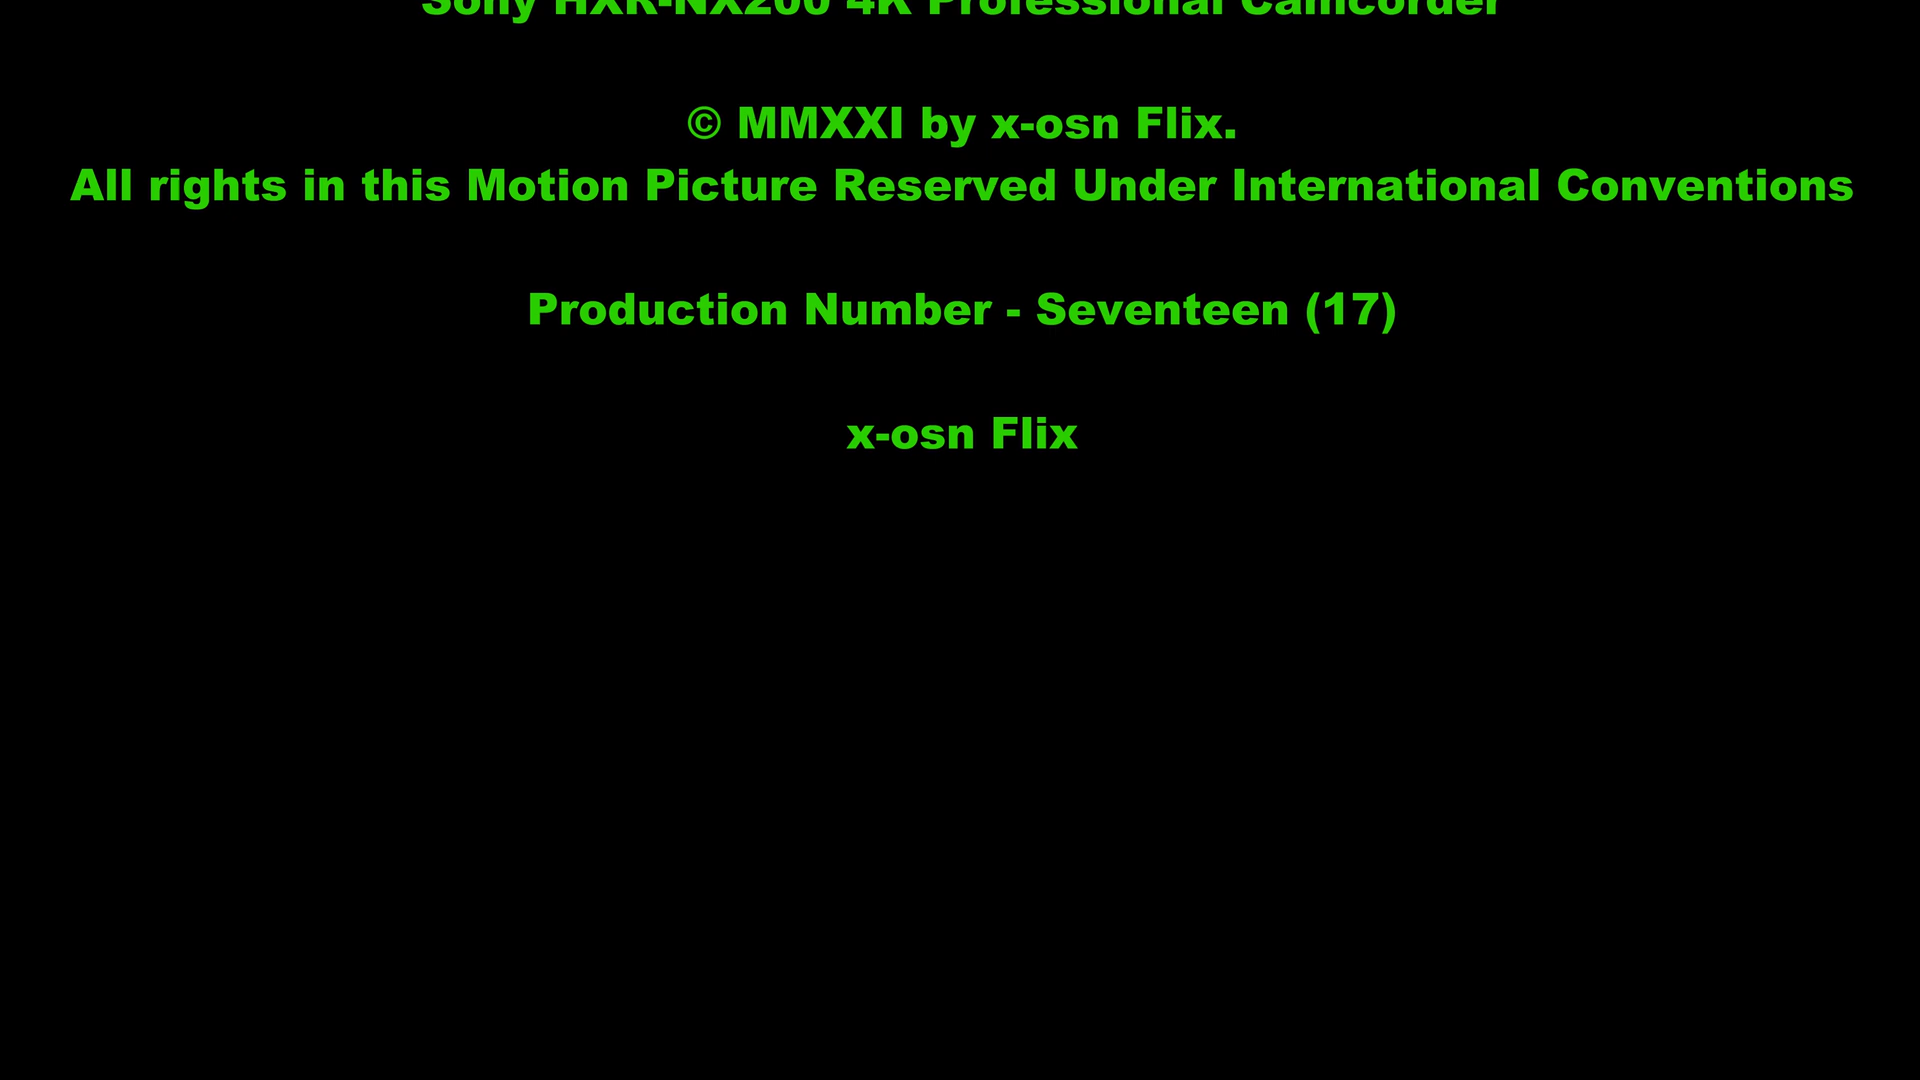 Sony HXR-NX200 4K Professional Camcorder
© MMXXI by x-osn Flix.
All rights in this Motion Picture Reserved Under International Conventions
Production Number - Seventeen (17)
x-osn Flix